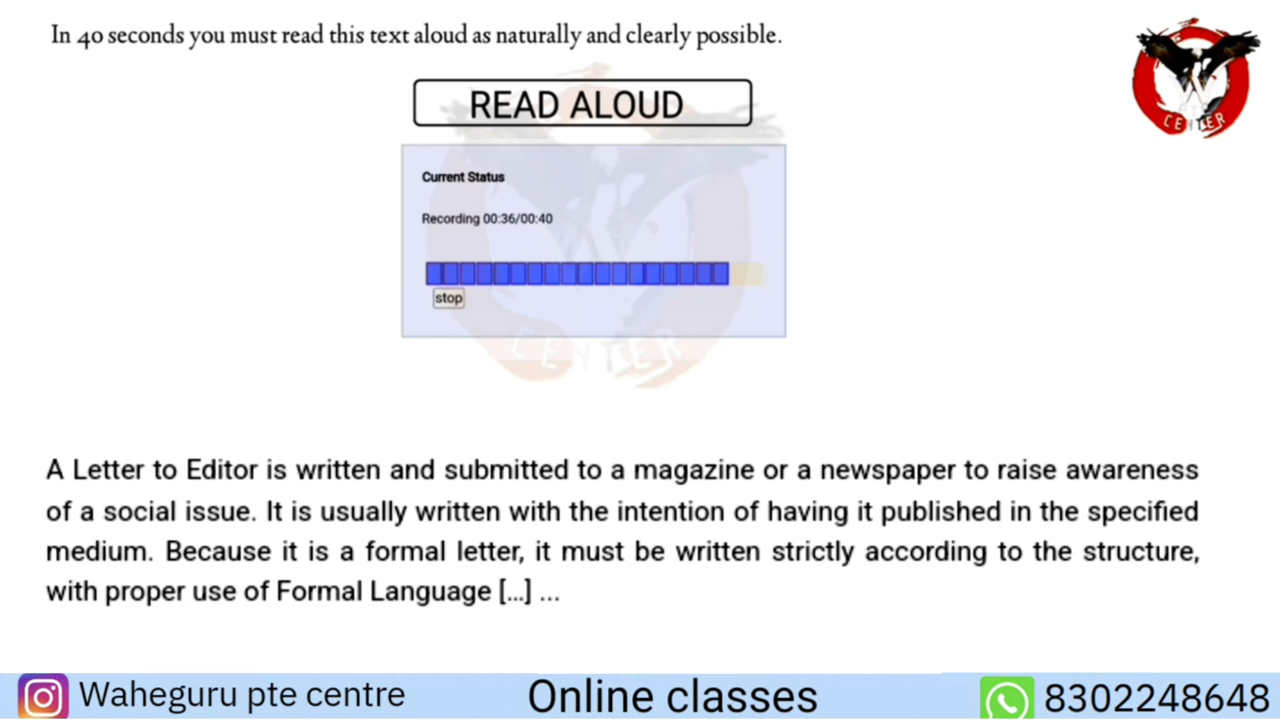 In 40 seconds you must read this text aloud as naturally and clearly possible.
READ ALOUD
CENTER
Current Status
Recording 00:36/00:40
stop
CENTER
A Letter to Editor is written and submitted to a magazine or a newspaper to raise awareness
of a social issue. It is usually written with the intention of having it published in the specified
medium. Because it is a formal letter, it must be written strictly according to the structure,
with proper use of Formal Language [...] ...
Waheguru pte centre
Online classes
8302248648